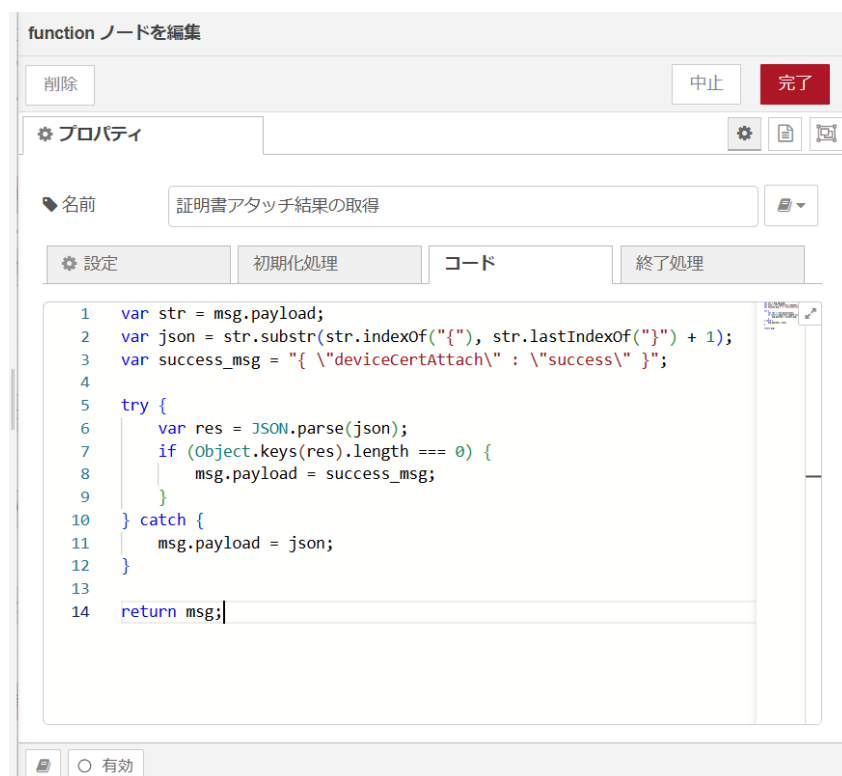 function ノードを編集
削除
中止
完了
プロパティ
名前
証明書アタッチ結果の取得
設定
初期化処理
コード
終了処理
1 var str = msg.payload;
2 var json = str.substr(str.indexOf("{"), str.lastIndexOf("}") + 1);
3 var success_msg = "{ \"deviceCertAttach\" : \"success\" }";
4
5 try {
6     var res = JSON.parse(json);
7     if (Object.keys(res).length === 0) {
8         msg.payload = success_msg;
9     }
10 } catch {
11     msg.payload = json;
12 }
13
14 return msg;
有効